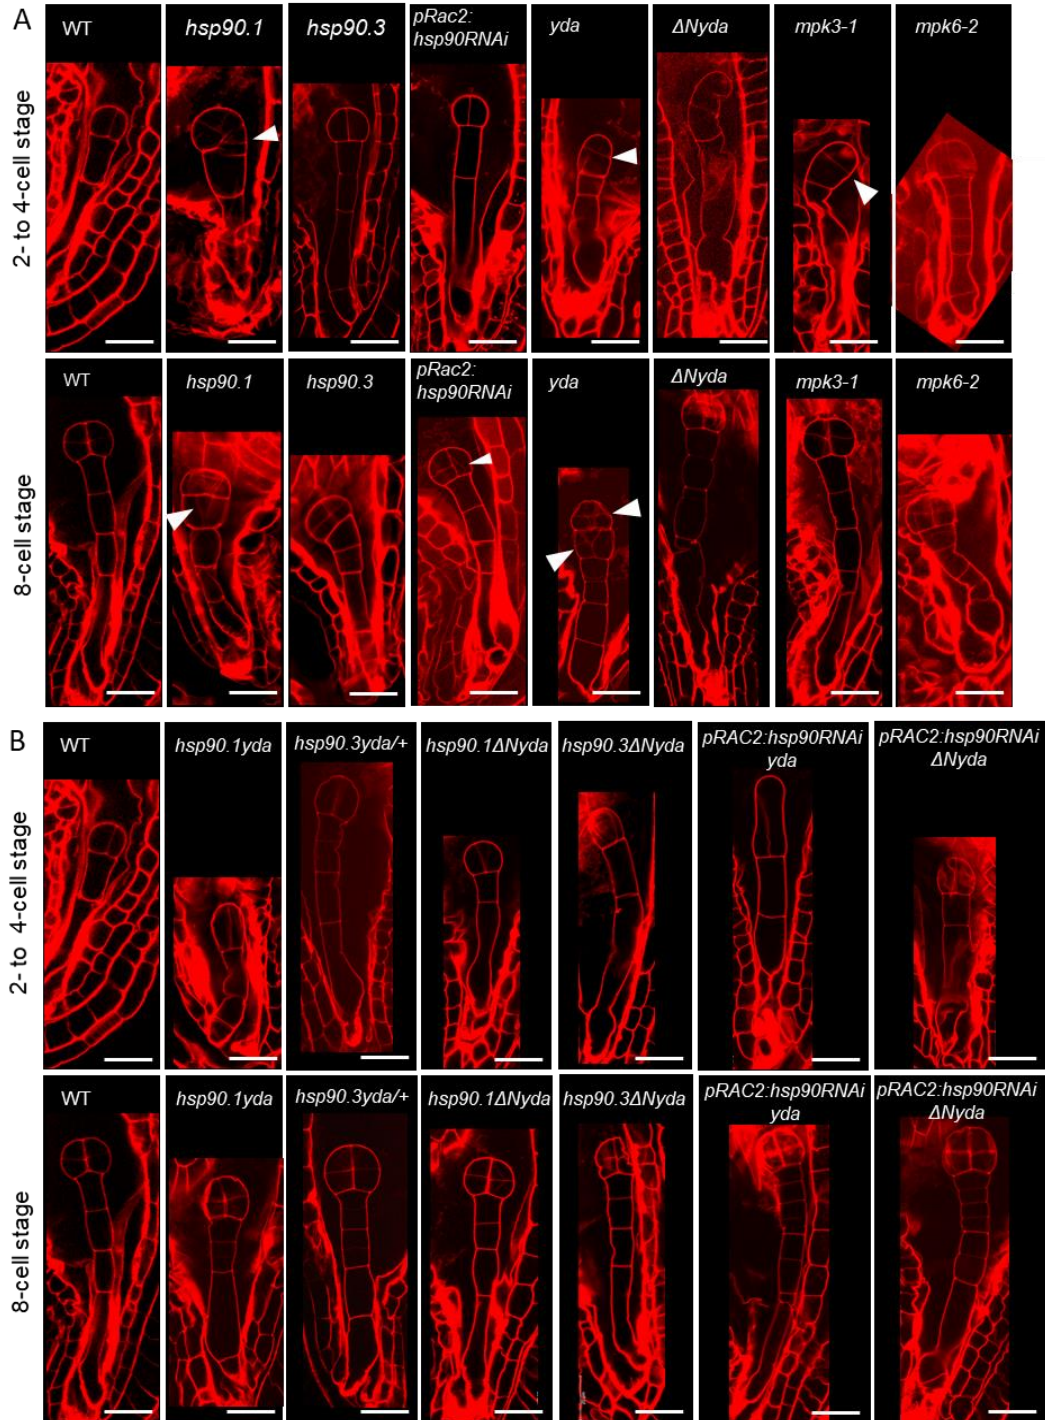 A
WT
hsp90.1
hsp90.3
pRac2:
hsp90RNAi
yda
ΔNyda
mpk3-1
mpk6-2
2- to 4-cell stage
WT
hsp90.1
hsp90.3
pRac2:
hsp90RNAi
yda
ΔNyda
mpk3-1
mpk6-2
8-cell stage
B
WT
hsp90.1yda
hsp90.3yda/+
hsp90.1ΔNyda
hsp90.3ΔNyda
pRAC2:hsp90RNAi
yda
pRAC2:hsp90RNAi
ΔNyda
2- to 4-cell stage
WT
hsp90.1yda
hsp90.3yda/+
hsp90.1ΔNyda
hsp90.3ΔNyda
pRAC2:hsp90RNAi
yda
pRAC2:hsp90RNAi
ΔNyda
8-cell stage